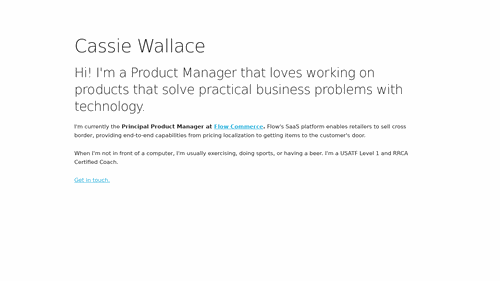 Cassie Wallace
Hi! I'm a Product Manager that loves working on
products that solve practical business problems with
technology.
I'm currently the Principal Product Manager at Flow Commerce. Flow's SaaS platform enables retailers to sell cross
border, providing end-to-end capabilities from pricing localization to getting items to the customer's door.
When I'm not in front of a computer, I'm usually exercising, doing sports, or having a beer. I'm a USATF Level 1 and RRCA
Certified Coach.
Get in touch.